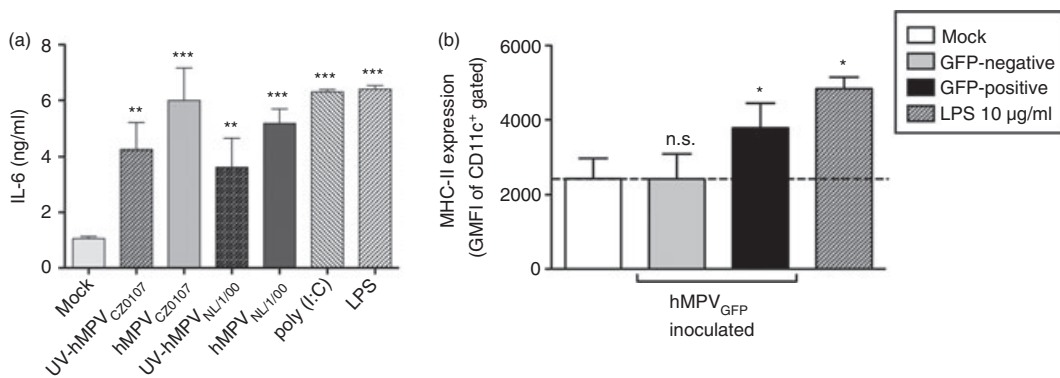 (a)
IL-6 (ng/ml)
8
6
4
2
0
**
***
**
***
***
***
Mock
UV-hMPV CZ0107
hMPV CZ0107
UV-hMPV NL/1/00
hMPV NL/1/00
poly (I:C)
LPS
(b)
MHC-II expression
(GMFI of CD11c+ gated)
6000
4000
2000
0
n.s.
*
*
hMPV GFP
inoculated
Mock
GFP-negative
GFP-positive
LPS 10 µg/ml